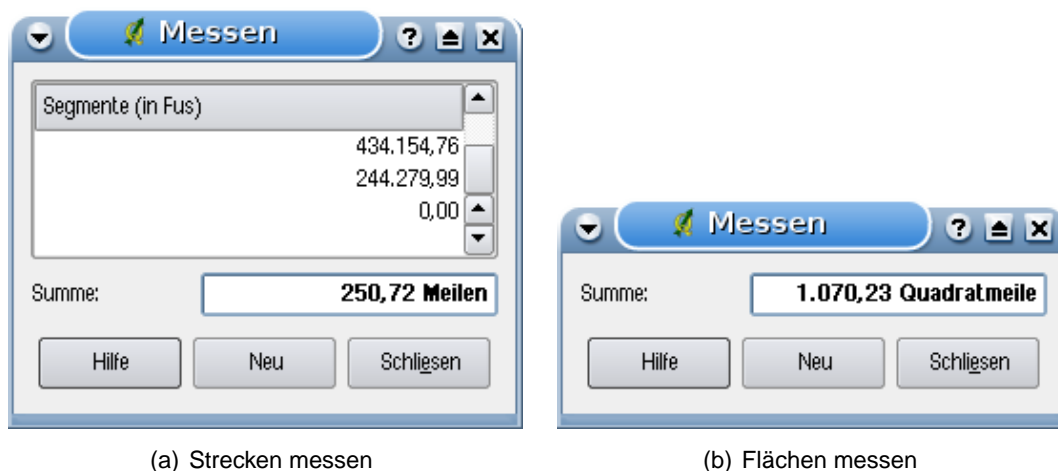 Messen
Segmente (in Fus)
434.154,76
244.279,99
0,00
Summe:
250,72 Meilen
Hilfe
Neu
Schliesen
(a) Strecken messen
Messen
Summe:
1.070,23 Quadratmeile
Hilfe
Neu
Schliesen
(b) Flächen messen